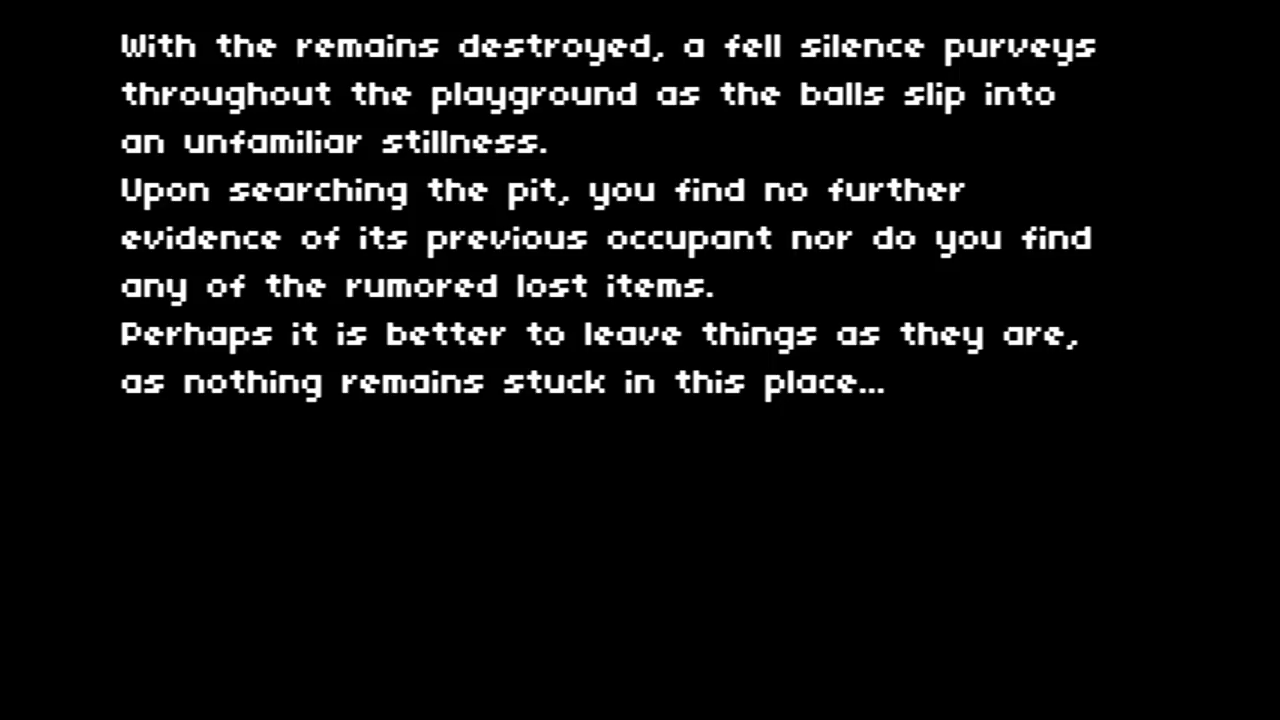 With the remains destroyed, a fell silence purveys
throughout the playground as the balls slip into
an unfamiliar stillness.
Upon searching the pit, you find no further
evidence of its previous occupant nor do you find
any of the rumored lost items.
Perhaps it is better to leave things as they are,
as nothing remains stuck in this place...